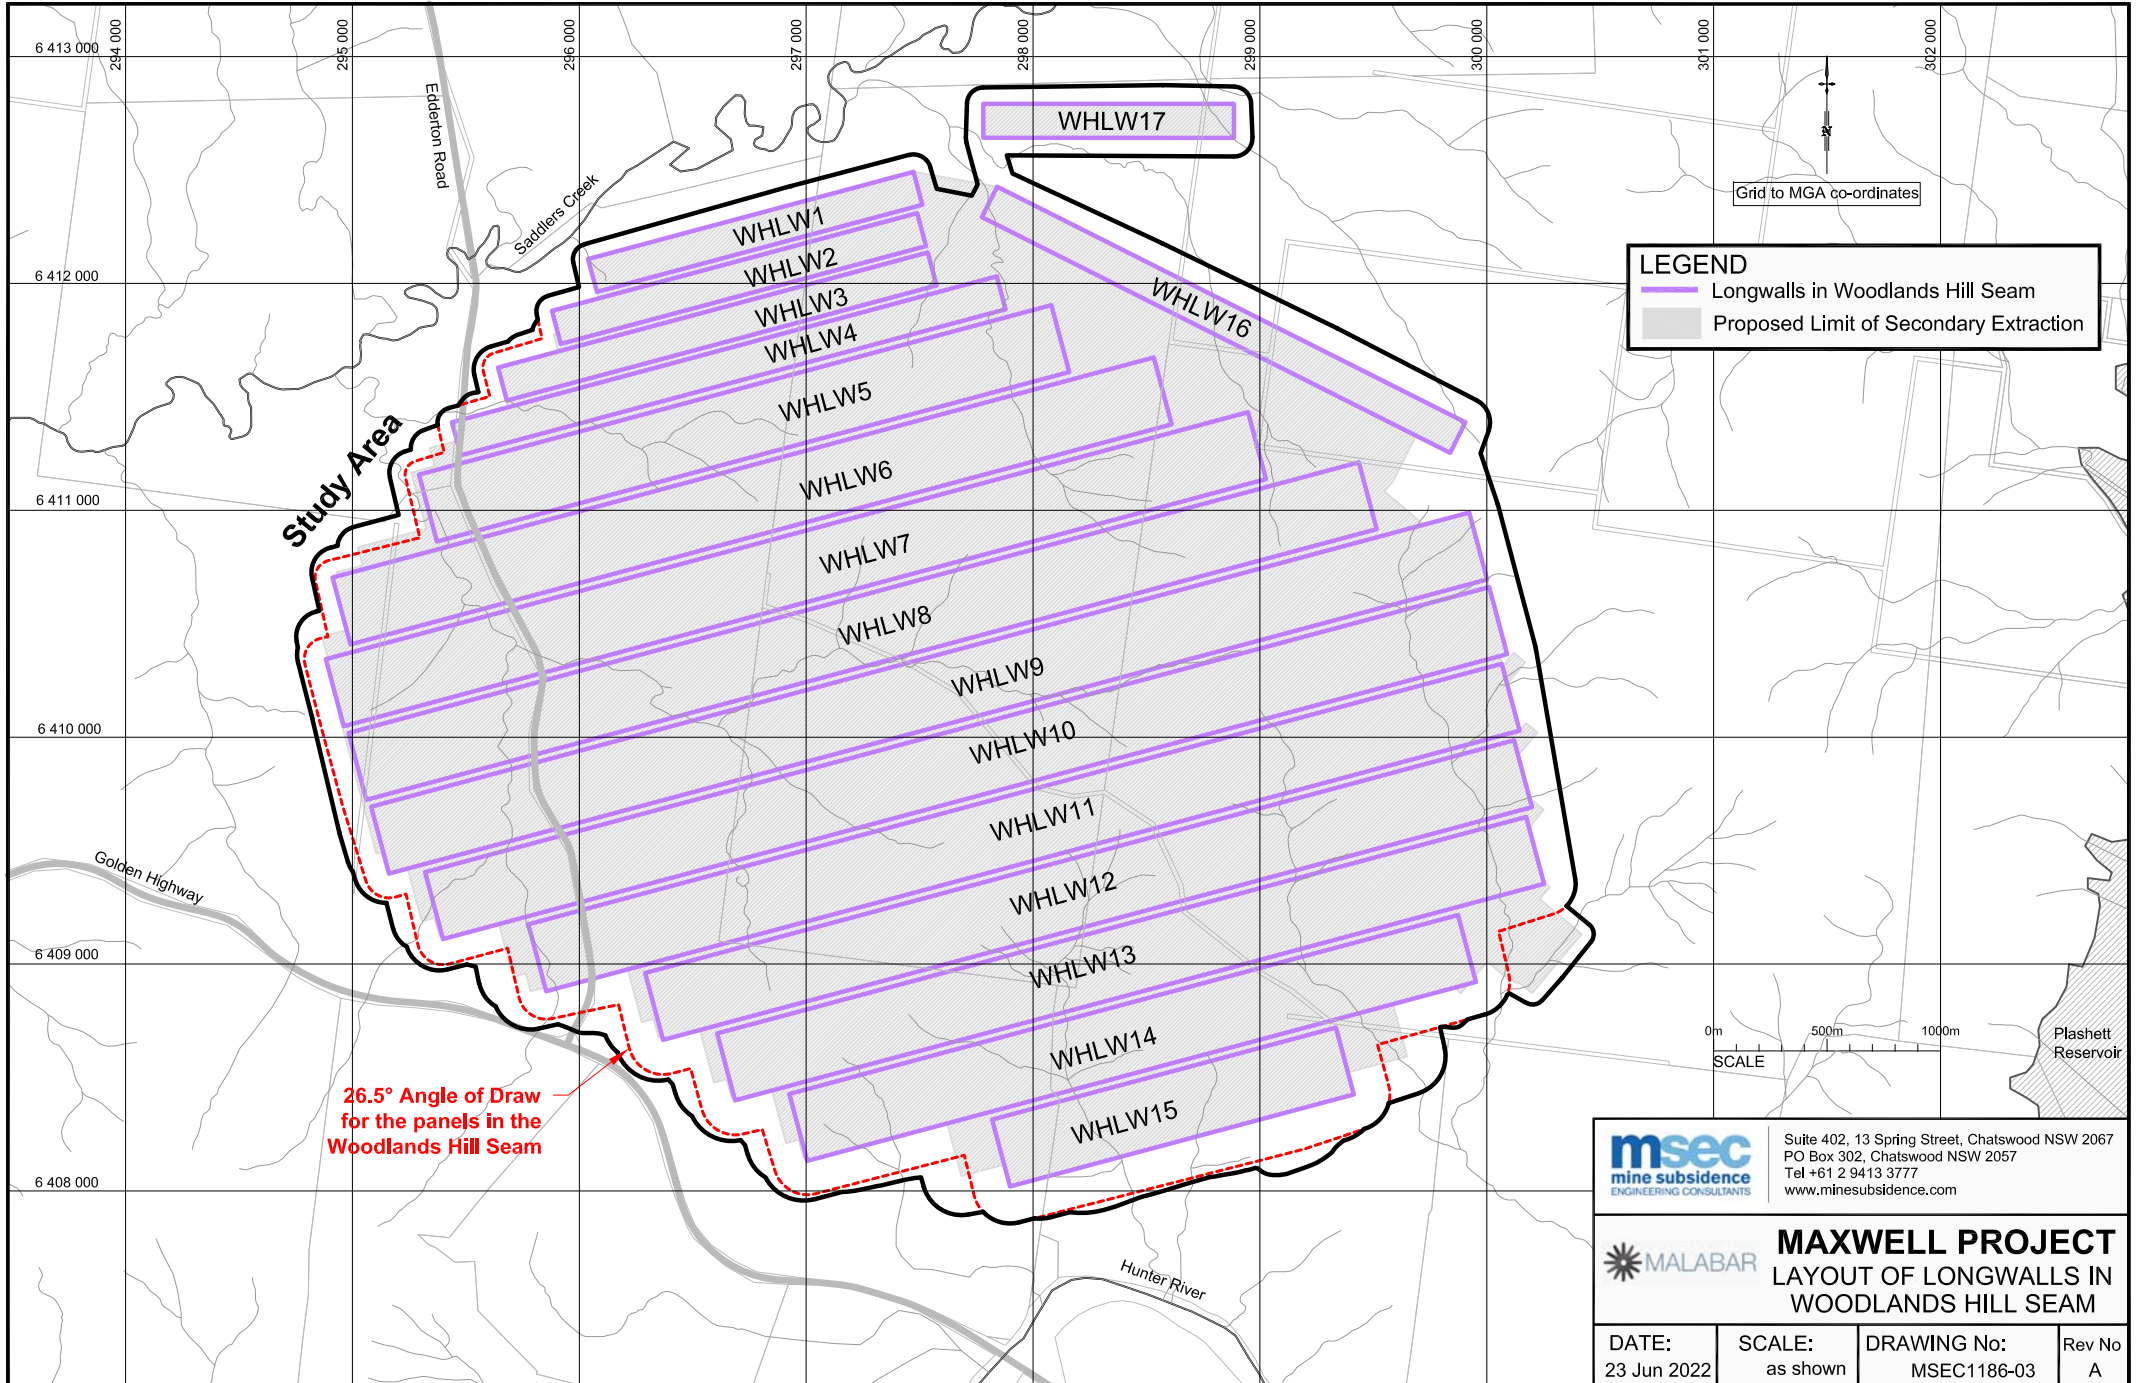 294 000
295 000
296 000
297 000
298 000
299 000
300 000
301 000
302 000
6 413 000
6 412 000
6 411 000
6 410 000
6 409 000
6 408 000
Edderton Road
Saddlers Creek
Study Area
Golden Highway
Hunter River
Plashett
Reservoir
WHLW17
WHLW1
WHLW2
WHLW3
WHLW4
WHLW5
WHLW6
WHLW7
WHLW8
WHLW9
WHLW10
WHLW11
WHLW12
WHLW13
WHLW14
WHLW15
WHLW16
N
Grid to MGA co-ordinates
LEGEND
Longwalls in Woodlands Hill Seam
Proposed Limit of Secondary Extraction
26.5° Angle of Draw
for the panels in the
Woodlands Hill Seam
0m 500m 1000m
SCALE
msec
mine subsidence
ENGINEERING CONSULTANTS
Suite 402, 13 Spring Street, Chatswood NSW 2067
PO Box 302, Chatswood NSW 2057
Tel +61 2 9413 3777
www.minesubsidence.com
MALABAR
MAXWELL PROJECT
LAYOUT OF LONGWALLS IN
WOODLANDS HILL SEAM
DATE:
23 Jun 2022
SCALE:
as shown
DRAWING No:
MSEC1186-03
Rev No
A